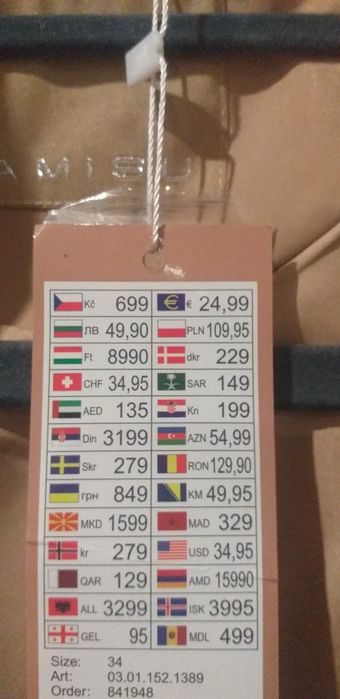 AMISU
Kč 699 € 24,99
ЛВ 49,90 PLN 109,95
Ft 8990 dkr 229
CHF 34,95 SAR 149
AED 135 Kn 199
Din 3199 AZN 54,99
Skr 279 RON 129,90
грн 849 KM 49,95
MKD 1599 MAD 329
kr 279 USD 34,95
QAR 129 AMD 15990
ALL 3299 ISK 3995
GEL 95 MDL 499
Size: 34
Art: 03.01.152.1389
Order: 841948